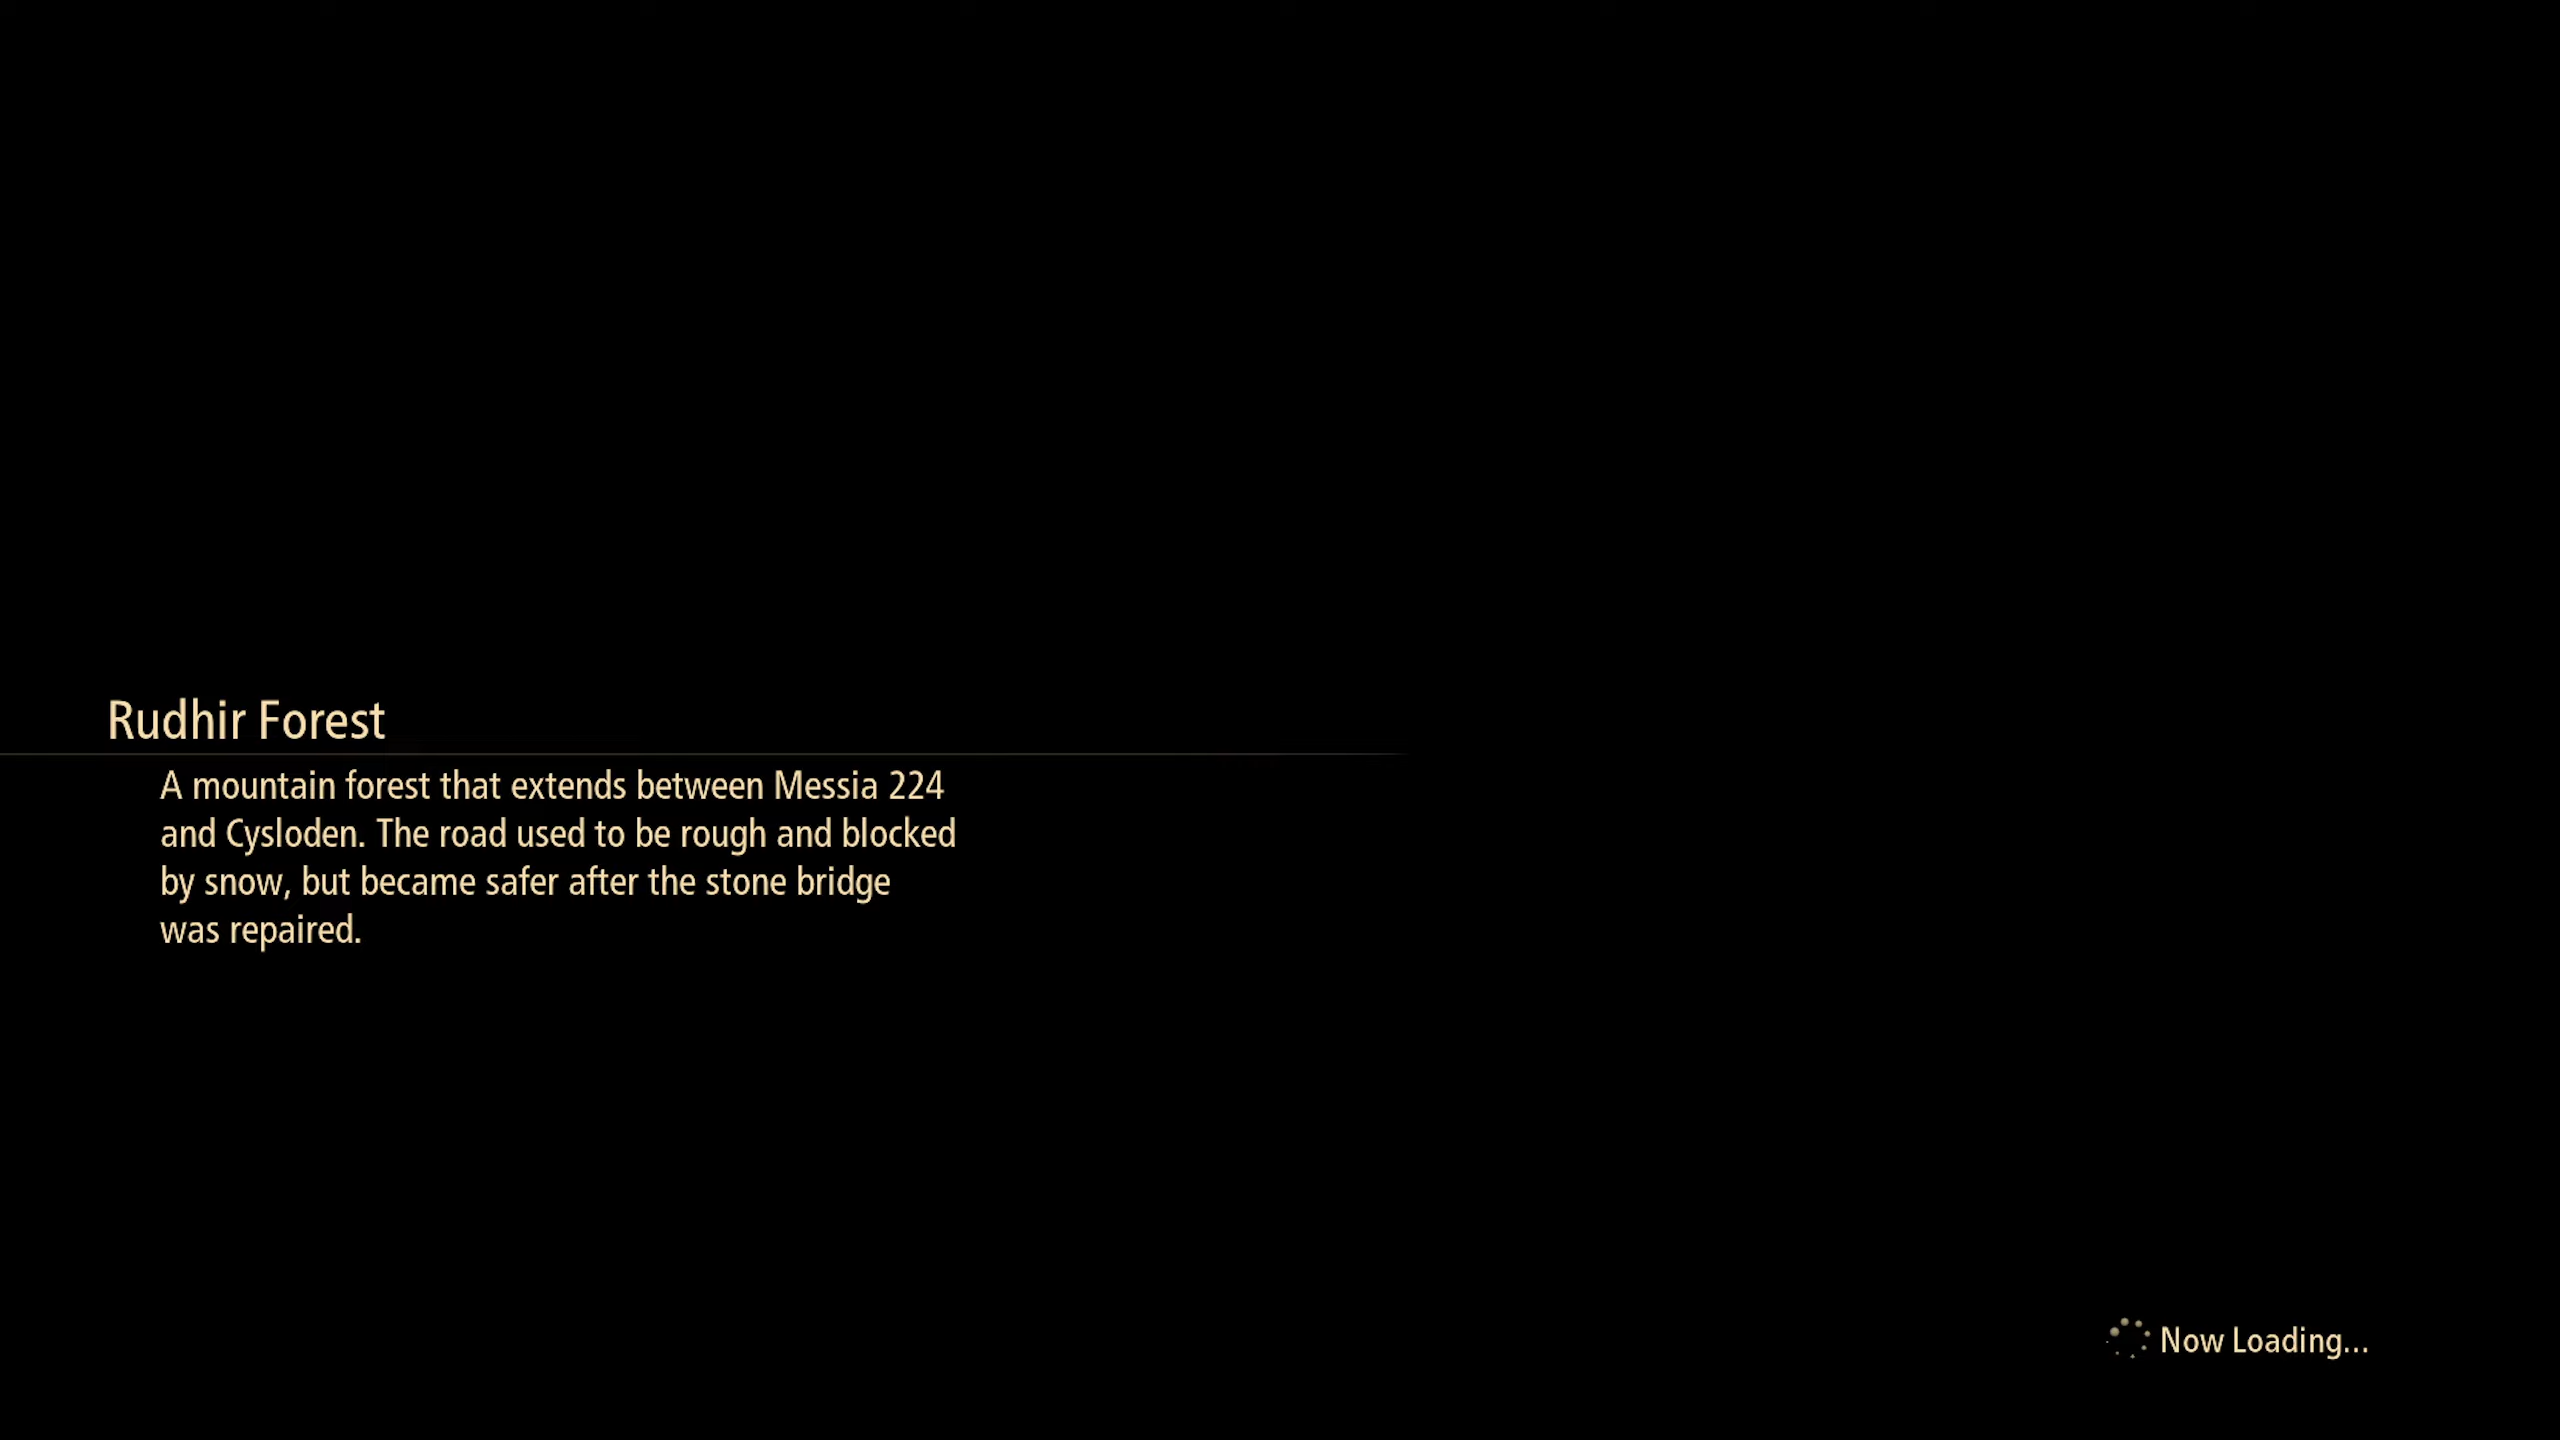 Rudhir Forest
A mountain forest that extends between Messia 224
and Cysloden. The road used to be rough and blocked
by snow, but became safer after the stone bridge
was repaired.
Now Loading...